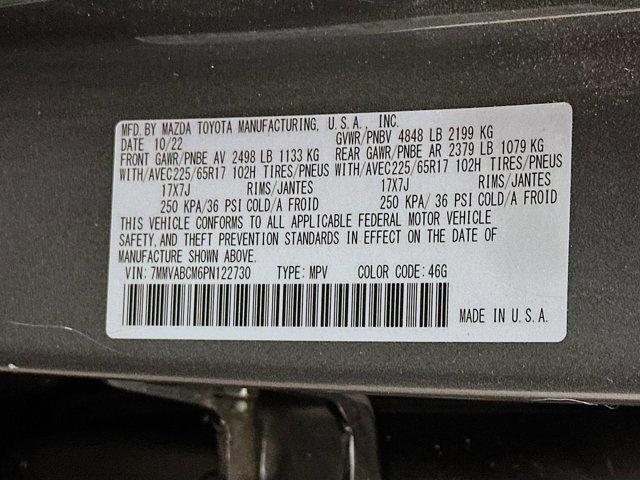 MFD. BY MAZDA TOYOTA MANUFACTURING, U.S.A., INC.
DATE 10/22 GVWR/PNBV 4848 LB 2199 KG
FRONT GAWR/PNBE AV 2498 LB 1133 KG REAR GAWR/PNBE AR 2379 LB 1079 KG
WITH/AVEC225/65R17 102H TIRES/PNEUS WITH/AVEC225/65R17 102H TIRES/PNEUS
17X7J RIMS/JANTES 17X7J RIMS/JANTES
250 KPA/36 PSI COLD/A FROID 250 KPA/ 36 PSI COLD/A FROID
THIS VEHICLE CONFORMS TO ALL APPLICABLE FEDERAL MOTOR VEHICLE
SAFETY, AND THEFT PREVENTION STANDARDS IN EFFECT ON THE DATE OF
MANUFACTURE SHOWN ABOVE.
VIN: 7MMVABCM6PN122730 TYPE: MPV COLOR CODE: 46G
MADE IN U.S.A.